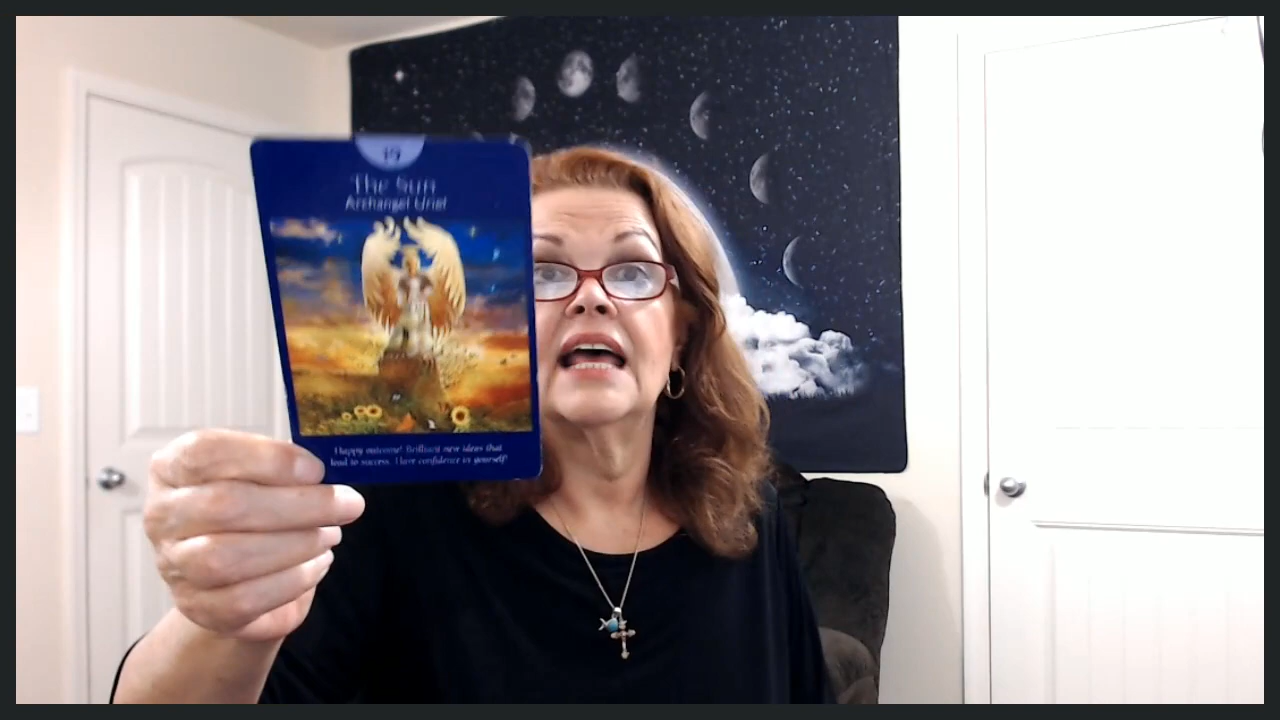 19
The Sun
Archangel Uriel
Happy outcome! Brilliant new ideas that
lead to success. Have confidence in yourself!